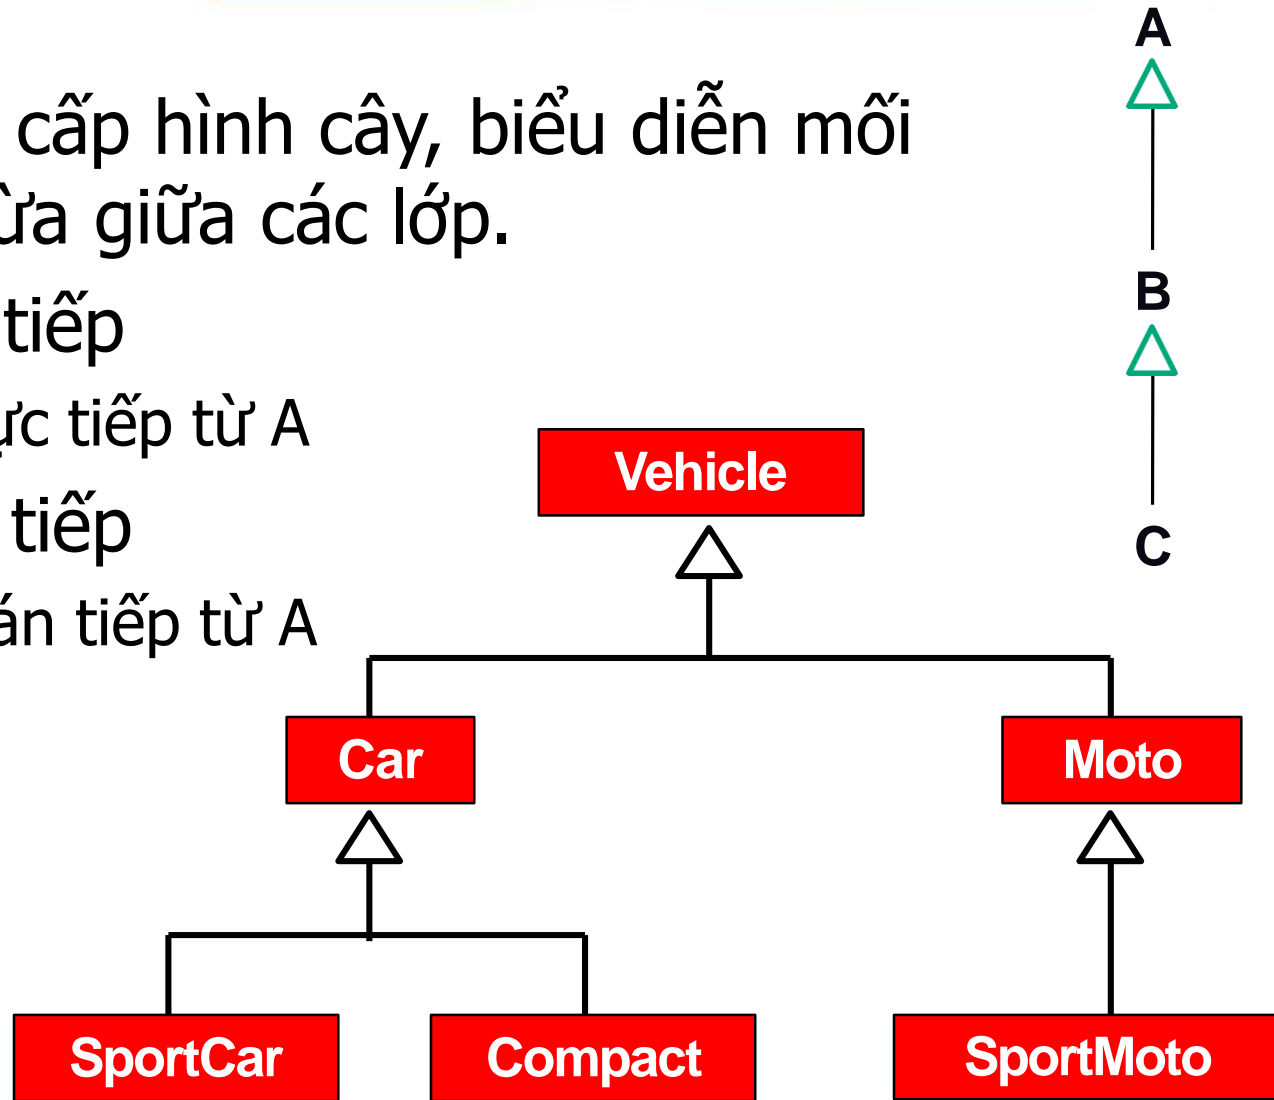 A
cấp hình cây, biểu diễn mối
ừa giữa các lớp.
B
tiếp
ực tiếp từ A
Vehicle
tiếp
C
án tiếp từ A
Car
Moto
SportCar
Compact
SportMoto